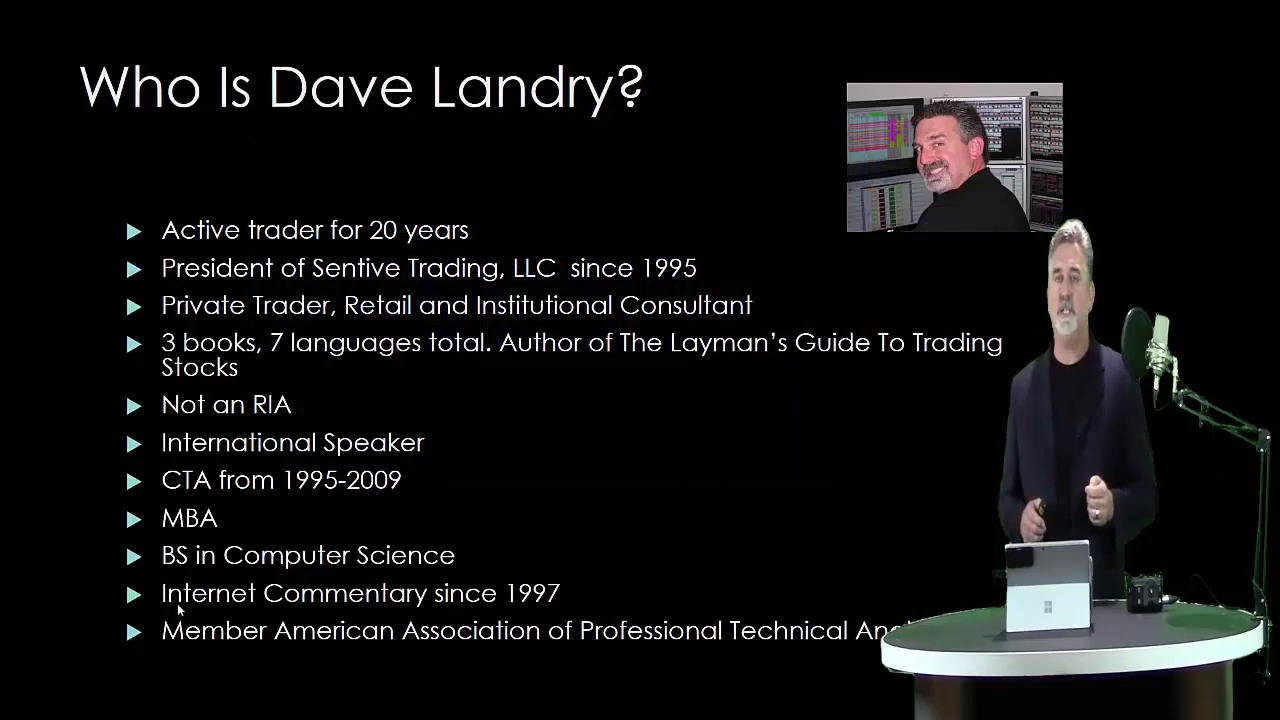 Who Is Dave Landry?
Active trader for 20 years
President of Sentive Trading, LLC  since 1995
Private Trader, Retail and Institutional Consultant
3 books, 7 languages total. Author of The Layman’s Guide To Trading
Stocks
Not an RIA
International Speaker
CTA from 1995-2009
MBA
BS in Computer Science
Internet Commentary since 1997
Member American Association of Professional Technical